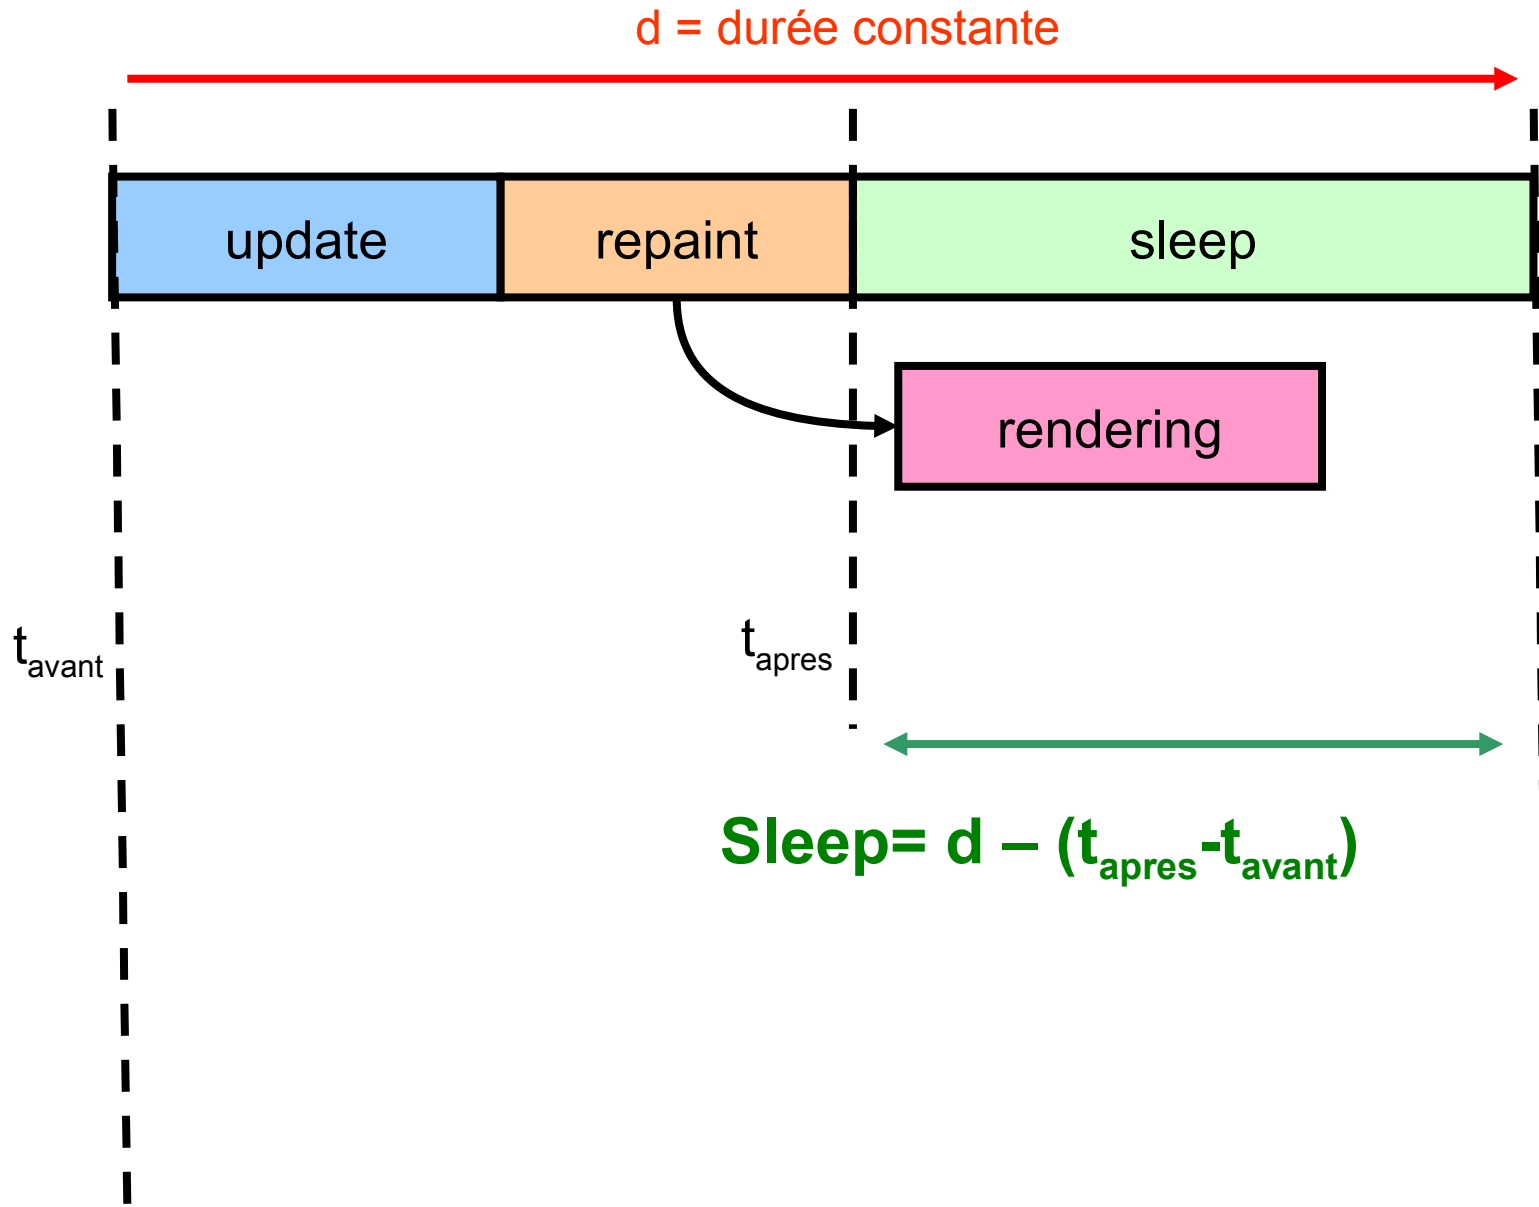 d = durée constante
update repaint sleep
rendering
tavant tapres
Sleep= d – (tapres-tavant)